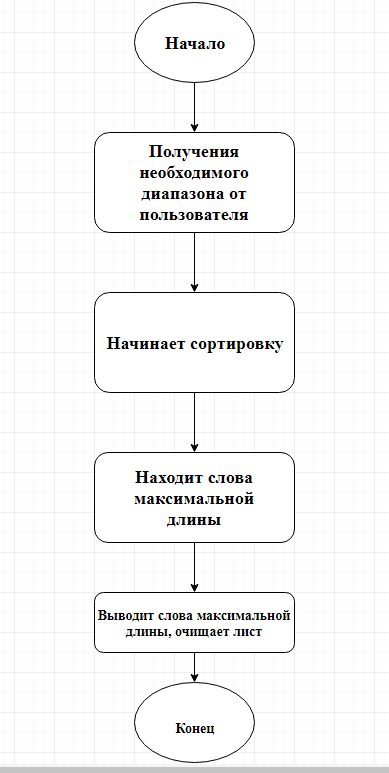 Начало
Получения
необходимого
диапазона от
пользователя
Начинает сортировку
Находит слова
максимальной
длины
Выводит слова максимальной
длины, очищает лист
Конец